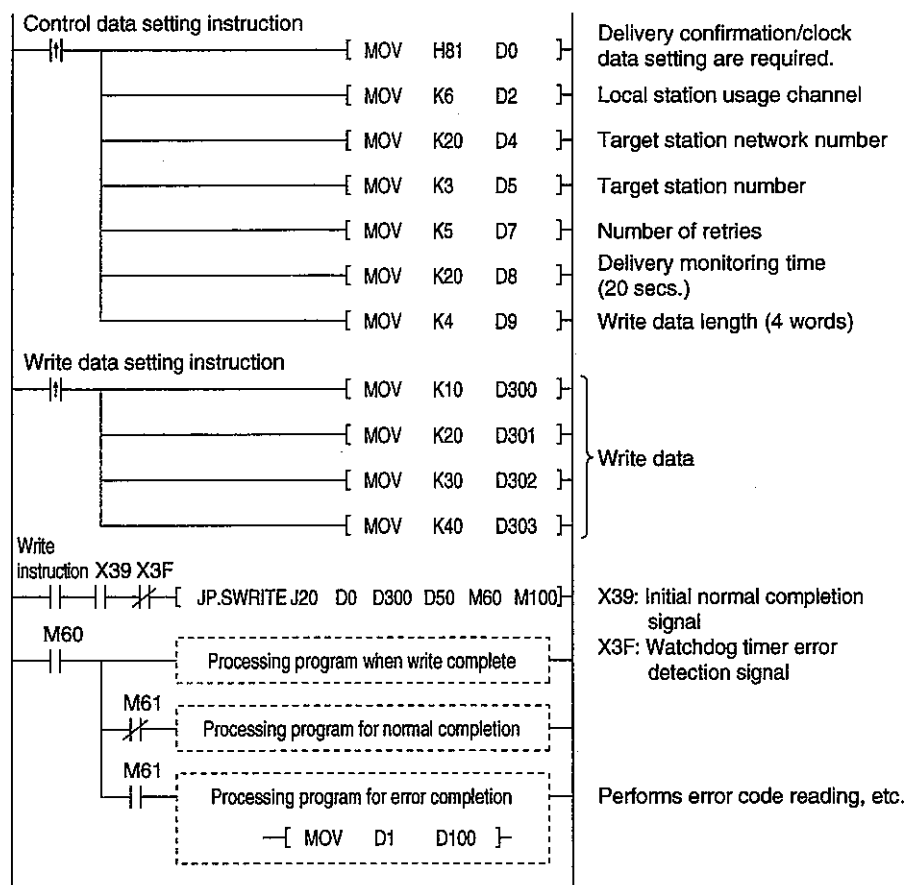 Control data setting instruction
MOV H81 D0
Delivery confirmation/clock
data setting are required.
MOV K6 D2
Local station usage channel
MOV K20 D4
Target station network number
MOV K3 D5
Target station number
MOV K5 D7
Number of retries
MOV K20 D8
Delivery monitoring time
(20 secs.)
MOV K4 D9
Write data length (4 words)
Write data setting instruction
MOV K10 D300
MOV K20 D301
MOV K30 D302
MOV K40 D303
Write data
Write
instruction X39 X3F
JP.SWRITE J20 D0 D300 D50 M60 M100
X39: Initial normal completion
signal
X3F: Watchdog timer error
detection signal
M60
Processing program when write complete
M61
Processing program for normal completion
M61
Processing program for error completion
MOV D1 D100
Performs error code reading, etc.